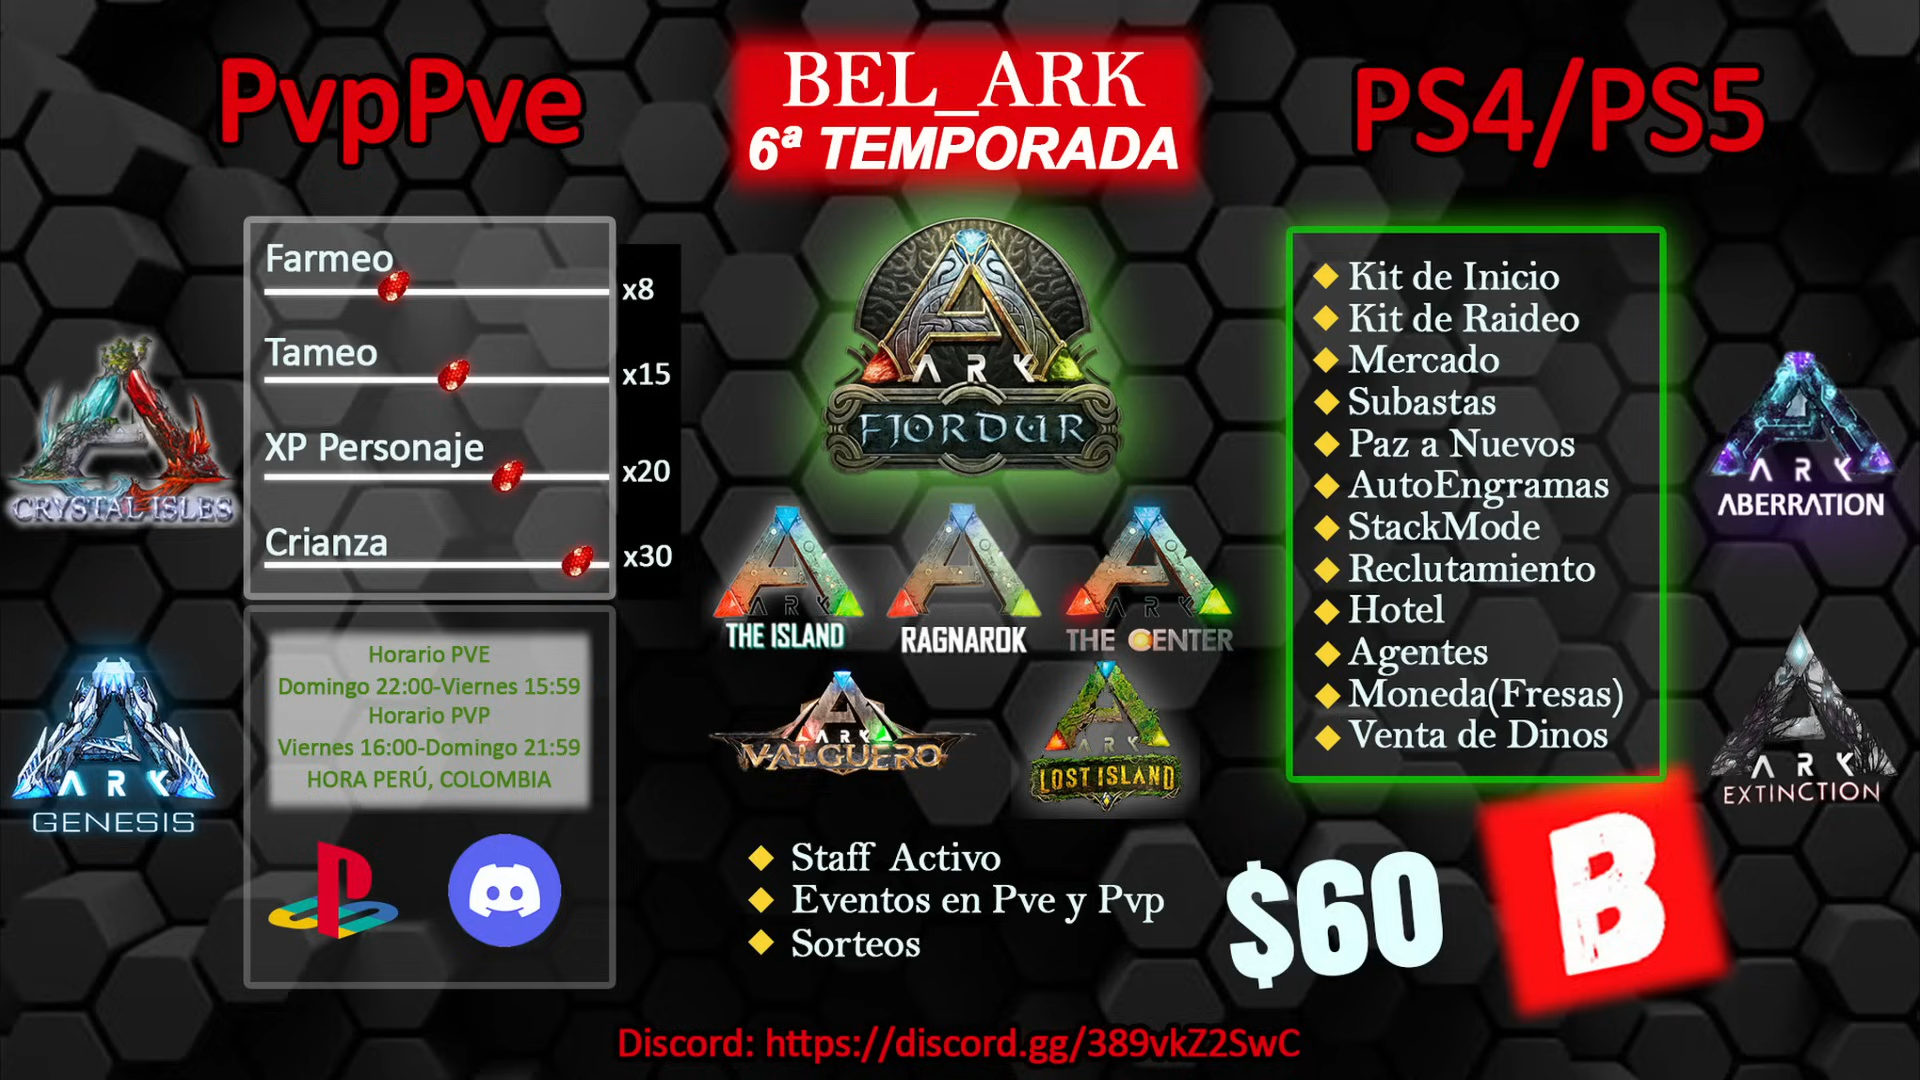 PvpPve
BEL_ARK
6ª TEMPORADA
PS4/PS5
Farmeo
x8
Tameo
x15
XP Personaje
x20
Crianza
x30
CRYSTAL ISLES
ARK
GENESIS
Horario PVE
Domingo 22:00-Viernes 15:59
Horario PVP
Viernes 16:00-Domingo 21:59
HORA PERÚ, COLOMBIA
ARK
FJORDUR
ARK
THE ISLAND
ARK
RAGNAROK
ARK
THE CENTER
ARK
VALGUERO
ARK
LOST ISLAND
Staff Activo
Eventos en Pve y Pvp
Sorteos
Kit de Inicio
Kit de Raideo
Mercado
Subastas
Paz a Nuevos
AutoEngramas
StackMode
Reclutamiento
Hotel
Agentes
Moneda(Fresas)
Venta de Dinos
ARK
ABERRATION
ARK
EXTINCTION
$60
B
Discord: https://discord.gg/389vkZ2SwC